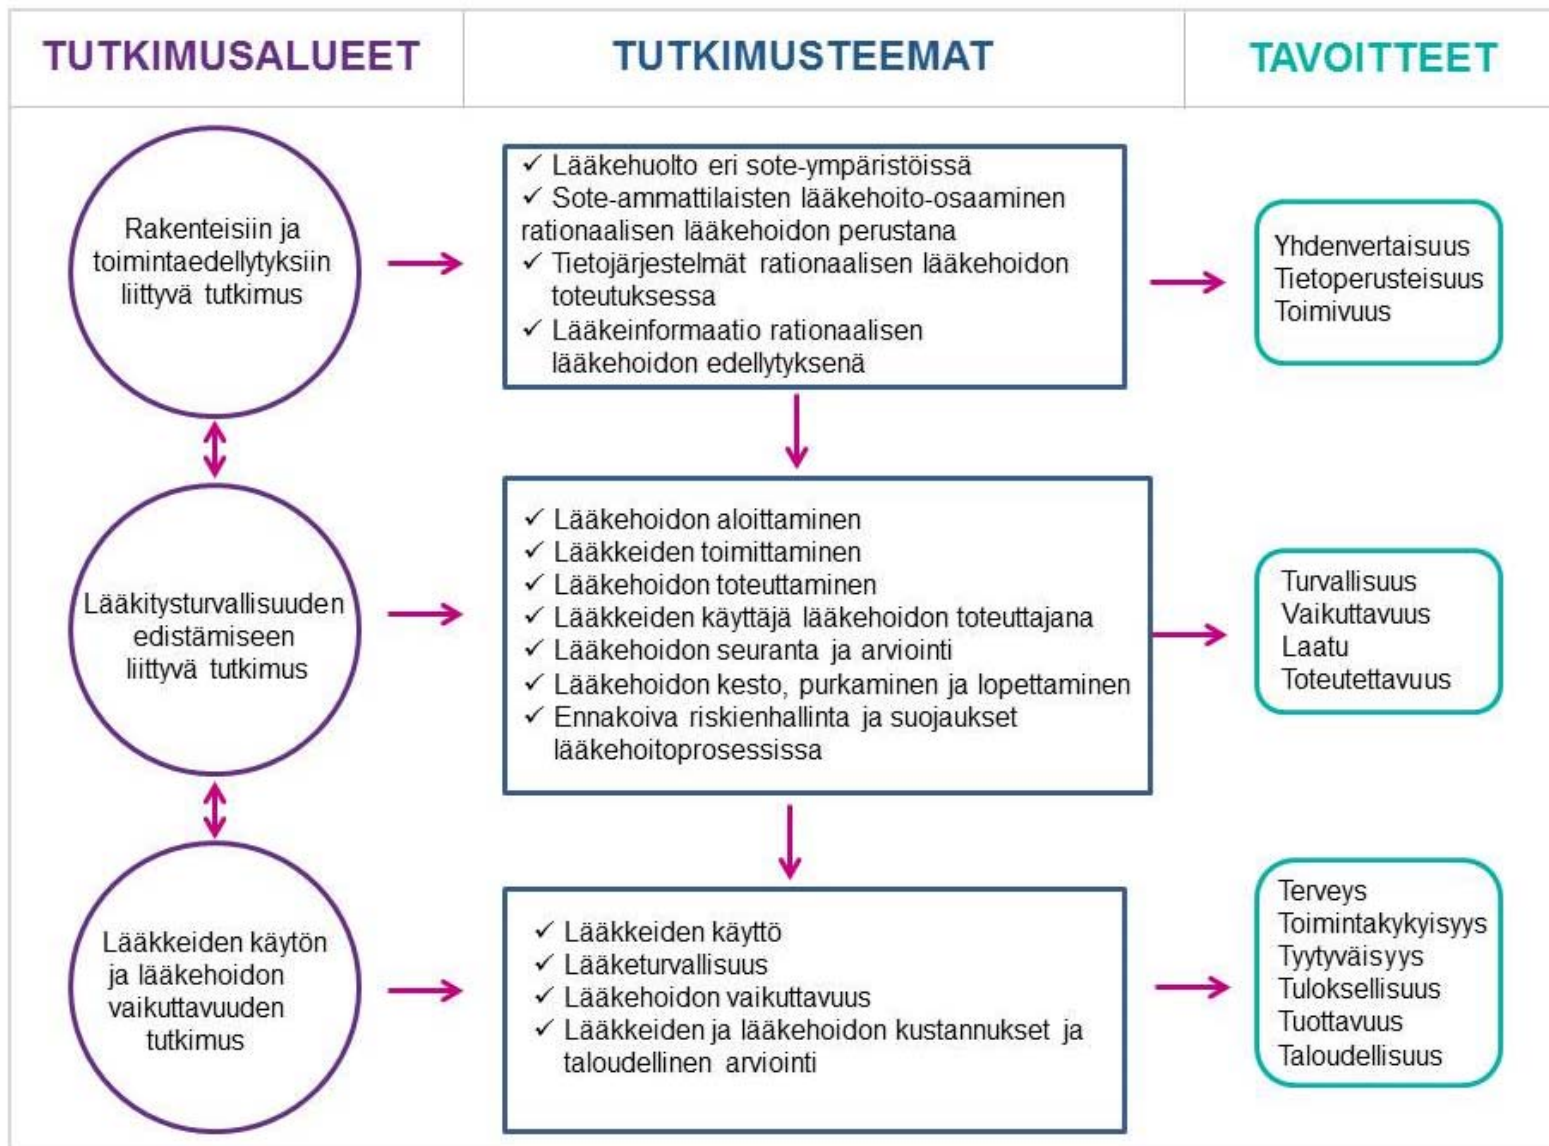 TUTKIMUSALUEET
TUTKIMUSTEEMAT
TAVOITTEET
Rakenteisiin ja
toimintaedellytyksiin
liittyvä tutkimus
✓ Lääkehuolto eri sote-ympäristöissä
✓ Sote-ammattilaisten lääkehoito-osaaminen
rationaalisen lääkehoidon perustana
✓ Tietojärjestelmät rationaalisen lääkehoidon
toteutuksessa
✓ Lääkeinformaatio rationaalisen
lääkehoidon edellytyksenä
Yhdenvertaisuus
Tietoperusteisuus
Toimivuus
Lääkitysturvallisuuden
edistämiseen
liittyvä tutkimus
✓ Lääkehoidon aloittaminen
✓ Lääkkeiden toimittaminen
✓ Lääkehoidon toteuttaminen
✓ Lääkkeiden käyttäjä lääkehoidon toteuttajana
✓ Lääkehoidon seuranta ja arviointi
✓ Lääkehoidon kesto, purkaminen ja lopettaminen
✓ Ennakoiva riskienhallinta ja suojaukset
lääkehoitoprosessissa
Turvallisuus
Vaikuttavuus
Laatu
Toteutettavuus
Lääkkeiden käytön
ja lääkehoidon
vaikuttavuuden
tutkimus
✓ Lääkkeiden käyttö
✓ Lääketurvallisuus
✓ Lääkehoidon vaikuttavuus
✓ Lääkkeiden ja lääkehoidon kustannukset ja
taloudellinen arviointi
Terveys
Toimintakykyisyys
Tyytyväisyys
Tuloksellisuus
Tuottavuus
Taloudellisuus